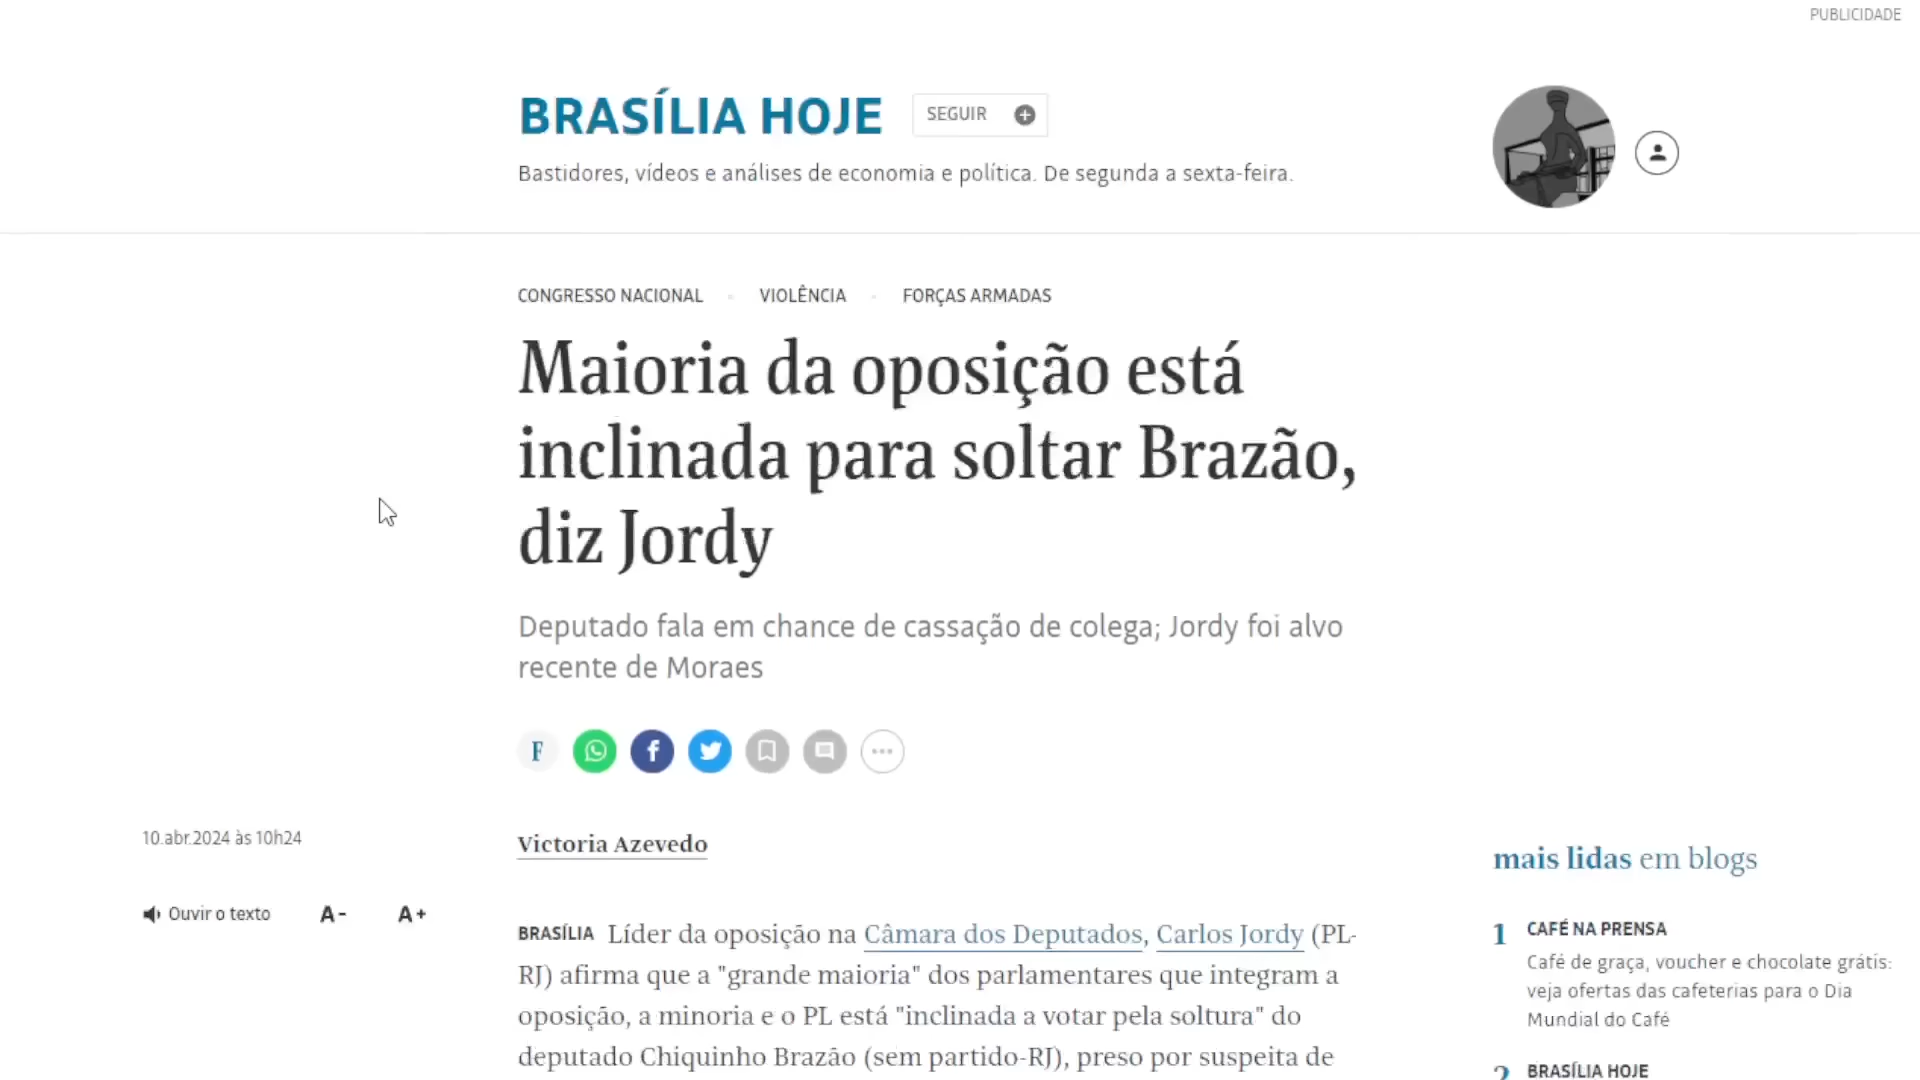 PUBLICIDADE
BRASÍLIA HOJE
SEGUIR
Bastidores, vídeos e análises de economia e política. De segunda a sexta-feira.
CONGRESSO NACIONAL
VIOLÊNCIA
FORÇAS ARMADAS
Maioria da oposição está
inclinada para soltar Brazão,
diz Jordy
Deputado fala em chance de cassação de colega; Jordy foi alvo
recente de Moraes
F
10.abr.2024 às 10h24
Ouvir o texto
A-
A+
Victoria Azevedo
BRASÍLIA Líder da oposição na Câmara dos Deputados, Carlos Jordy (PL-
RJ) afirma que a "grande maioria" dos parlamentares que integram a
oposição, a minoria e o PL está "inclinada a votar pela soltura" do
deputado Chiquinho Brazão (sem partido-RJ), preso por suspeita de
mais lidas em blogs
1 CAFÉ NA PRENSA
Café de graça, voucher e chocolate grátis:
veja ofertas das cafeterias para o Dia
Mundial do Café
2 BRASÍLIA HOJE